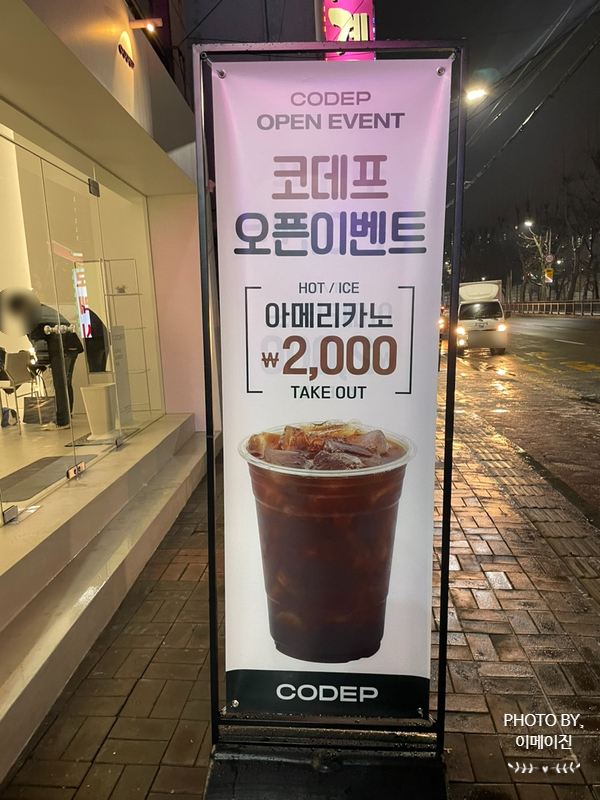 계
CODEP
OPEN EVENT
코데프
오픈이벤트
HOT / ICE
아메리카노
₩2,000
TAKE OUT
CODEP
PHOTO BY.
이메이진